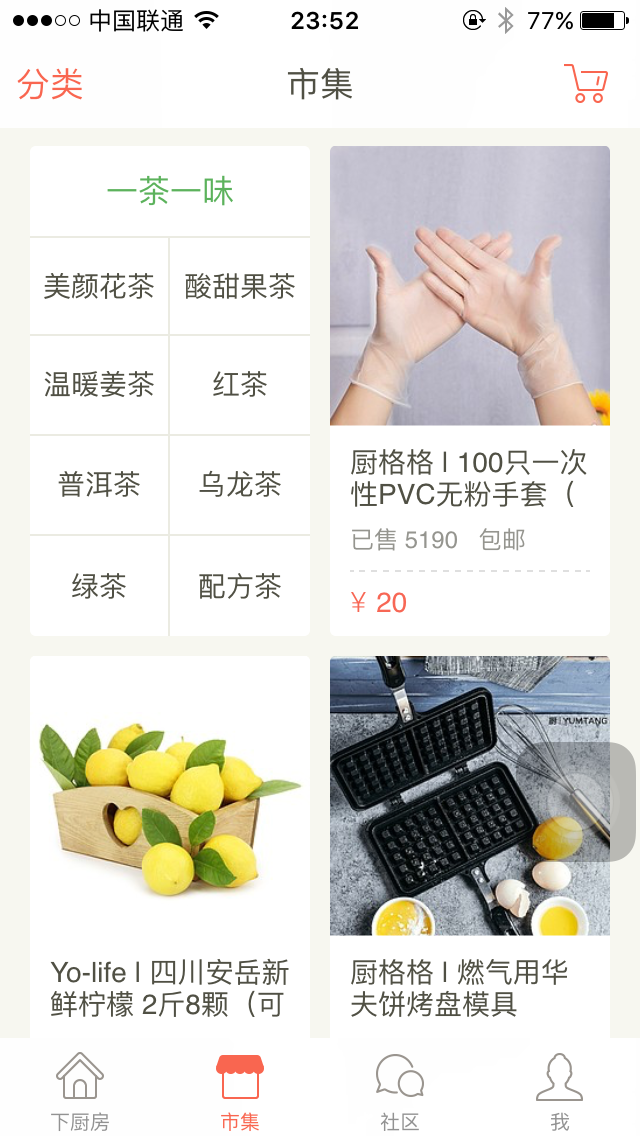 中国联通 23:52 77%
分类 市集
一茶一味
美颜花茶 酸甜果茶
温暖姜茶 红茶
普洱茶 乌龙茶
绿茶 配方茶
厨格格 | 100只一次
性PVC无粉手套（
已售 5190 包邮
¥ 20
Yo-life | 四川安岳新
鲜柠檬 2斤8颗（可
YUMTANG
厨格格 | 燃气用华
夫饼烤盘模具
下厨房 市集 社区 我